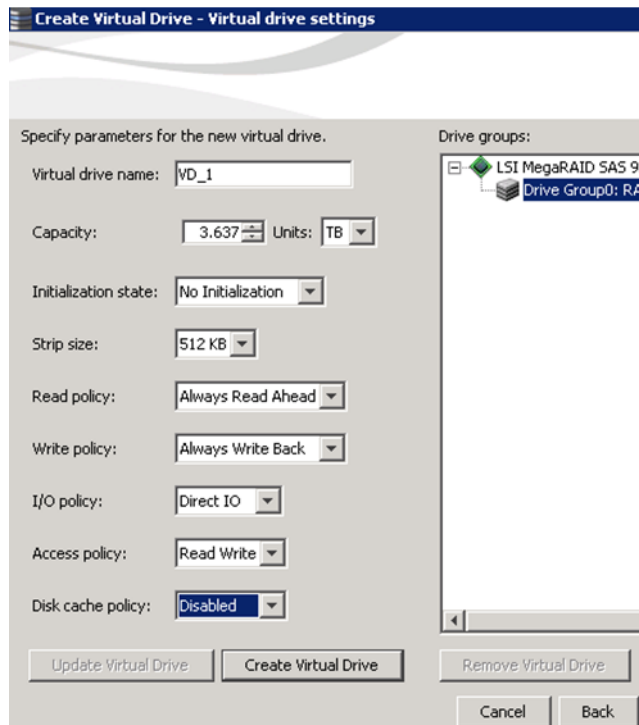 Create Virtual Drive - Virtual drive settings
Specify parameters for the new virtual drive.
Virtual drive name: VD_1
Capacity: 3.637 Units: TB
Initialization state: No Initialization
Strip size: 512 KB
Read policy: Always Read Ahead
Write policy: Always Write Back
I/O policy: Direct IO
Access policy: Read Write
Disk cache policy: Disabled
Update Virtual Drive Create Virtual Drive
Drive groups:
LSI MegaRAID SAS 9
Drive Group0: RA
Remove Virtual Drive
Cancel Back